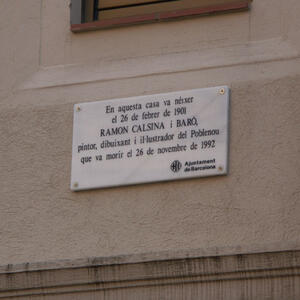 En aquesta casa va néixer
el 26 de febrer de 1901
RAMON CALSINA i BARÓ,
pintor, dibuixant i il·lustrador del Poblenou
que va morir el 26 de novembre de 1992
Ajuntament
de Barcelona